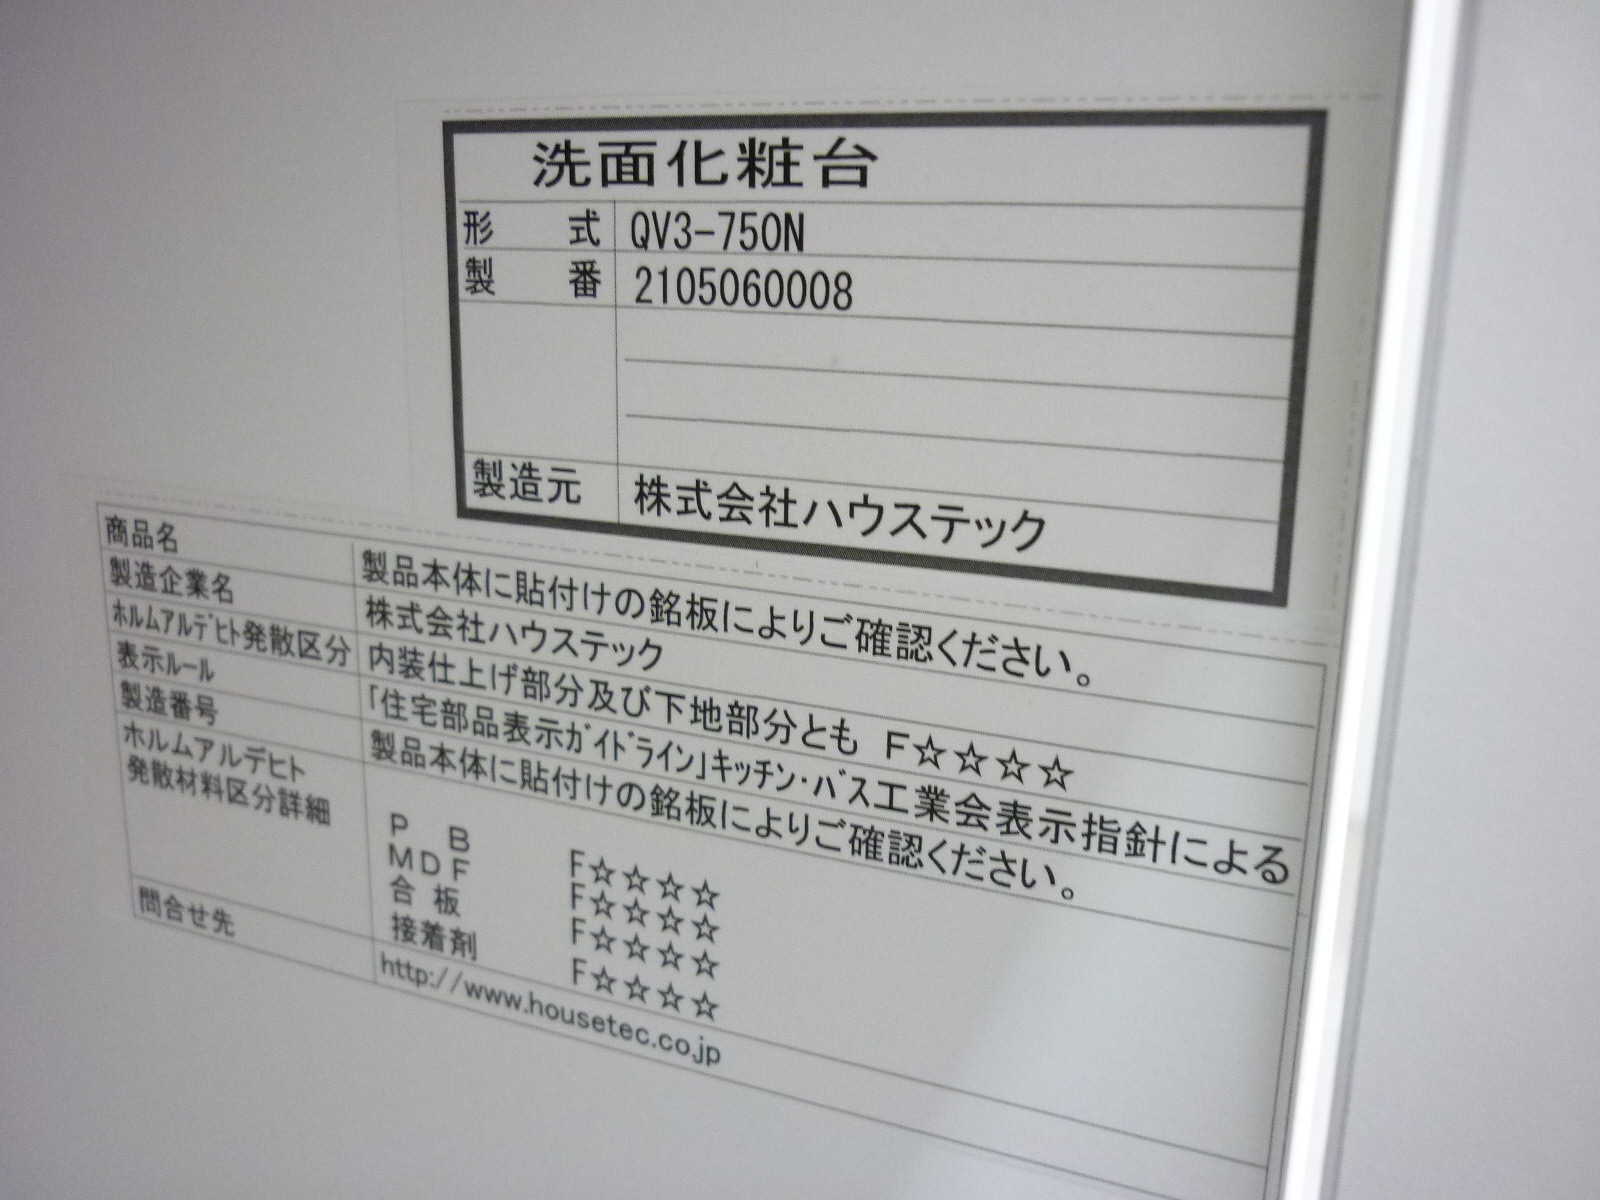 洗面化粧台
形 式 QV3-750N
製 番 2105060008
製造元 株式会社ハウステック
商品名 製品本体に貼付けの銘板によりご確認ください。
製造企業名 株式会社ハウステック
ﾎﾙﾑｱﾙﾃﾞﾋﾄ発散区分 内装仕上げ部分及び下地部分とも F☆☆☆☆
表示ルール 「住宅部品表示ｶﾞｲﾄﾞﾗｲﾝ」ｷｯﾁﾝ･ﾊﾞｽ工業会表示指針による
製造番号 製品本体に貼付けの銘板によりご確認ください。
ホルムアルデヒト
発散材料区分詳細
P B F☆☆☆☆
MDF F☆☆☆☆
合 板 F☆☆☆☆
接着剤 F☆☆☆☆
問合せ先 http://www.housetec.co.jp